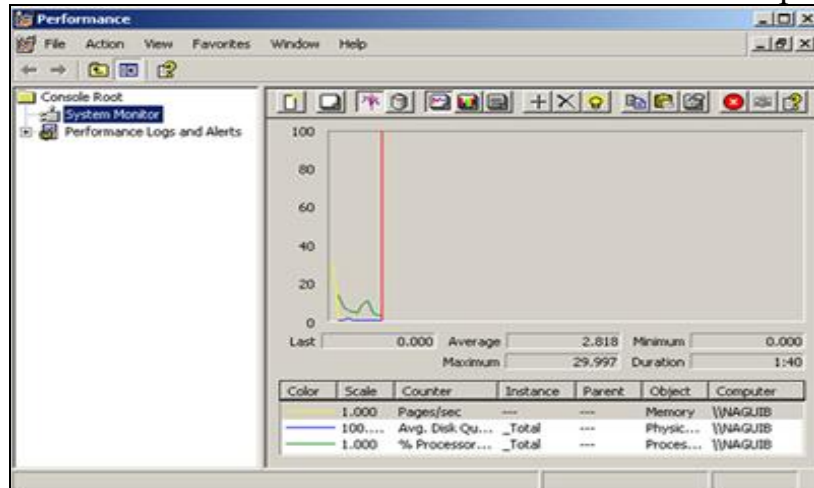 Performance
File Action View Favorites Window Help
Console Root
System Monitor
Performance Logs and Alerts
100
80
60
40
20
0
Last 0.000 Average 2.818 Minimum 0.000
Maximum 29.997 Duration 1:40
Color Scale Counter Instance Parent Object Computer
1.000 Pages/sec --- --- Memory \\NAGUIB
100.... Avg. Disk Qu... _Total --- Physic... \\NAGUIB
1.000 % Processor... _Total --- Proces... \\NAGUIB